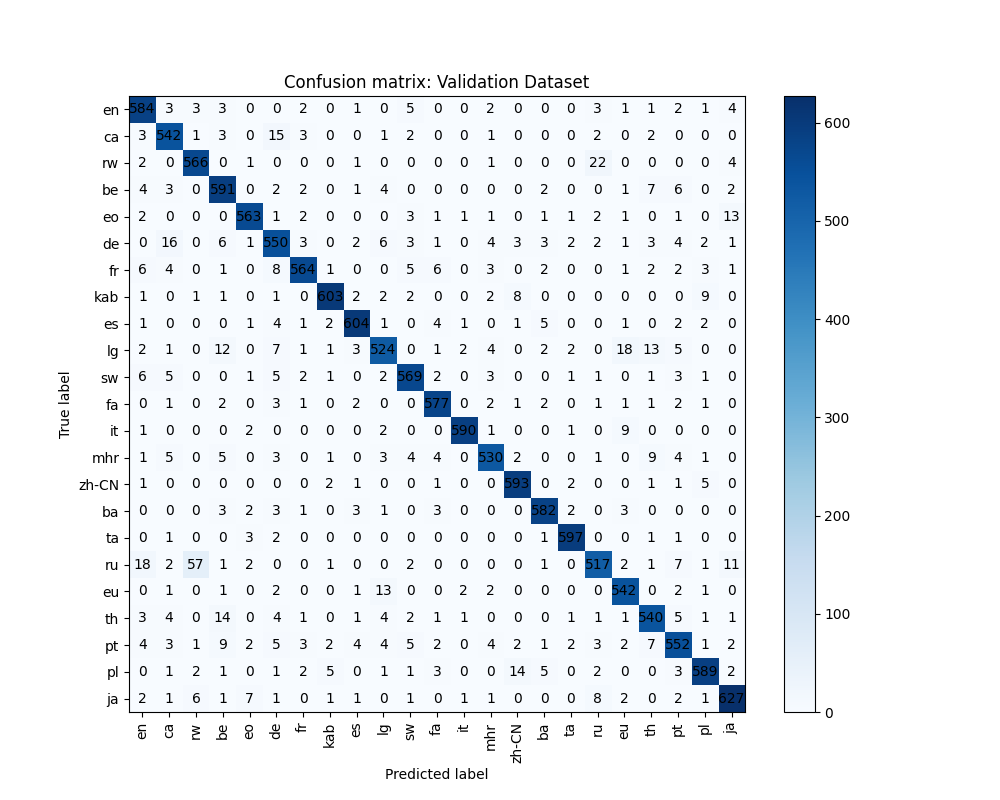 Confusion matrix: Validation Dataset
en 584 3 3 3 0 0 2 0 1 0 5 0 0 2 0 0 0 3 1 1 2 1 4
ca 3 542 1 3 0 15 3 0 0 1 2 0 0 1 0 0 0 2 0 2 0 0 0
rw 2 0 566 0 1 0 0 0 1 0 0 0 0 1 0 0 0 22 0 0 0 0 4
be 4 3 0 591 0 2 2 0 1 4 0 0 0 0 0 2 0 0 1 7 6 0 2
eo 2 0 0 0 563 1 2 0 0 0 3 1 1 1 0 1 1 2 1 0 1 0 13
de 0 16 0 6 1 550 3 0 2 6 3 1 0 4 3 3 2 2 1 3 4 2 1
fr 6 4 0 1 0 8 564 1 0 0 5 6 0 3 0 2 0 0 1 2 2 3 1
kab 1 0 1 1 0 1 0 603 2 2 2 0 0 2 8 0 0 0 0 0 0 9 0
es 1 0 0 0 1 4 1 2 604 1 0 4 1 0 1 5 0 0 1 0 2 2 0
lg 2 1 0 12 0 7 1 1 3 524 0 1 2 4 0 2 2 0 18 13 5 0 0
sw 6 5 0 0 1 5 2 1 0 2 569 2 0 3 0 0 1 1 0 1 3 1 0
fa 0 1 0 2 0 3 1 0 2 0 0 577 0 2 1 2 0 1 1 1 2 1 0
it 1 0 0 0 2 0 0 0 0 2 0 0 590 1 0 0 1 0 9 0 0 0 0
mhr 1 5 0 5 0 3 0 1 0 3 4 4 0 530 2 0 0 1 0 9 4 1 0
zh-CN 1 0 0 0 0 0 0 2 1 0 0 1 0 0 593 0 2 0 0 1 1 5 0
ba 0 0 0 3 2 3 1 0 3 1 0 3 0 0 0 582 2 0 3 0 0 0 0
ta 0 1 0 0 3 2 0 0 0 0 0 0 0 0 0 1 597 0 0 1 1 0 0
ru 18 2 57 1 2 0 0 1 0 0 2 0 0 0 0 1 0 517 2 1 7 1 11
eu 0 1 0 1 0 2 0 0 1 13 0 0 2 2 0 0 0 0 542 0 2 1 0
th 3 4 0 14 0 4 1 0 1 4 2 1 1 0 0 0 1 1 1 540 5 1 1
pt 4 3 1 9 2 5 3 2 4 4 5 2 0 4 2 1 2 3 2 7 552 1 2
pl 0 1 2 1 0 1 2 5 0 1 1 3 0 0 14 5 0 2 0 0 3 589 2
ja 2 1 6 1 7 1 0 1 1 0 1 0 1 1 0 0 0 8 2 0 2 1 627
en ca rw be eo de fr kab es lg sw fa it mhr zh-CN ba ta ru eu th pt pl ja
Predicted label
True label
600
500
400
300
200
100
0